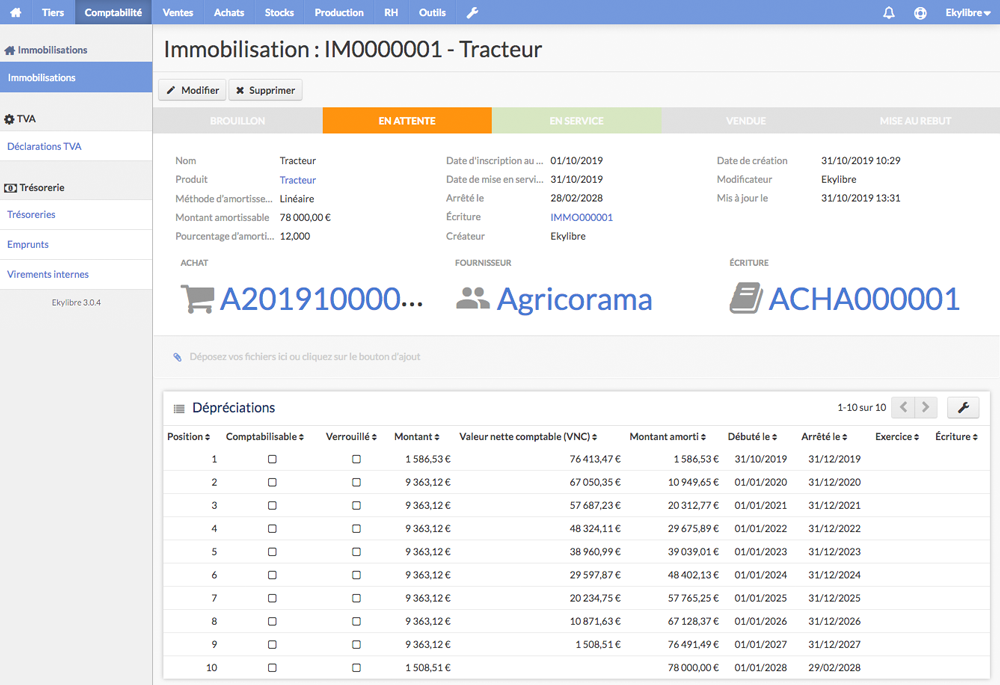 Tiers Comptabilité Ventes Achats Stocks Production RH Outils Ekylibre
Immobilisations
Immobilisations
TVA
Déclarations TVA
Trésorerie
Trésoreries
Emprunts
Virements internes
Ekylibre 3.0.4
Immobilisation : IM0000001 - Tracteur
Modifier Supprimer
BROUILLON EN ATTENTE EN SERVICE VENDUE MISE AU REBUT
Nom Tracteur Date d'inscription au ... 01/10/2019 Date de création 31/10/2019 10:29
Produit Tracteur Date de mise en servi... 31/10/2019 Modificateur Ekylibre
Méthode d'amortisse... Linéaire Arrêté le 28/02/2028 Mis à jour le 31/10/2019 13:31
Montant amortissable 78 000,00 € Écriture IMMO000001
Pourcentage d'amorti... 12,000 Créateur Ekylibre
ACHAT FOURNISSEUR ÉCRITURE
A201910000... Agricorama ACHA000001
Déposez vos fichiers ici ou cliquez sur le bouton d'ajout
Dépréciations 1-10 sur 10
Position Comptabilisable Verrouillé Montant Valeur nette comptable (VNC) Montant amorti Débuté le Arrêté le Exercice Écriture
1 1 586,53 € 76 413,47 € 1 586,53 € 31/10/2019 31/12/2019
2 9 363,12 € 67 050,35 € 10 949,65 € 01/01/2020 31/12/2020
3 9 363,12 € 57 687,23 € 20 312,77 € 01/01/2021 31/12/2021
4 9 363,12 € 48 324,11 € 29 675,89 € 01/01/2022 31/12/2022
5 9 363,12 € 38 960,99 € 39 039,01 € 01/01/2023 31/12/2023
6 9 363,12 € 29 597,87 € 48 402,13 € 01/01/2024 31/12/2024
7 9 363,12 € 20 234,75 € 57 765,25 € 01/01/2025 31/12/2025
8 9 363,12 € 10 871,63 € 67 128,37 € 01/01/2026 31/12/2026
9 9 363,12 € 1 508,51 € 76 491,49 € 01/01/2027 31/12/2027
10 1 508,51 € 78 000,00 € 01/01/2028 29/02/2028